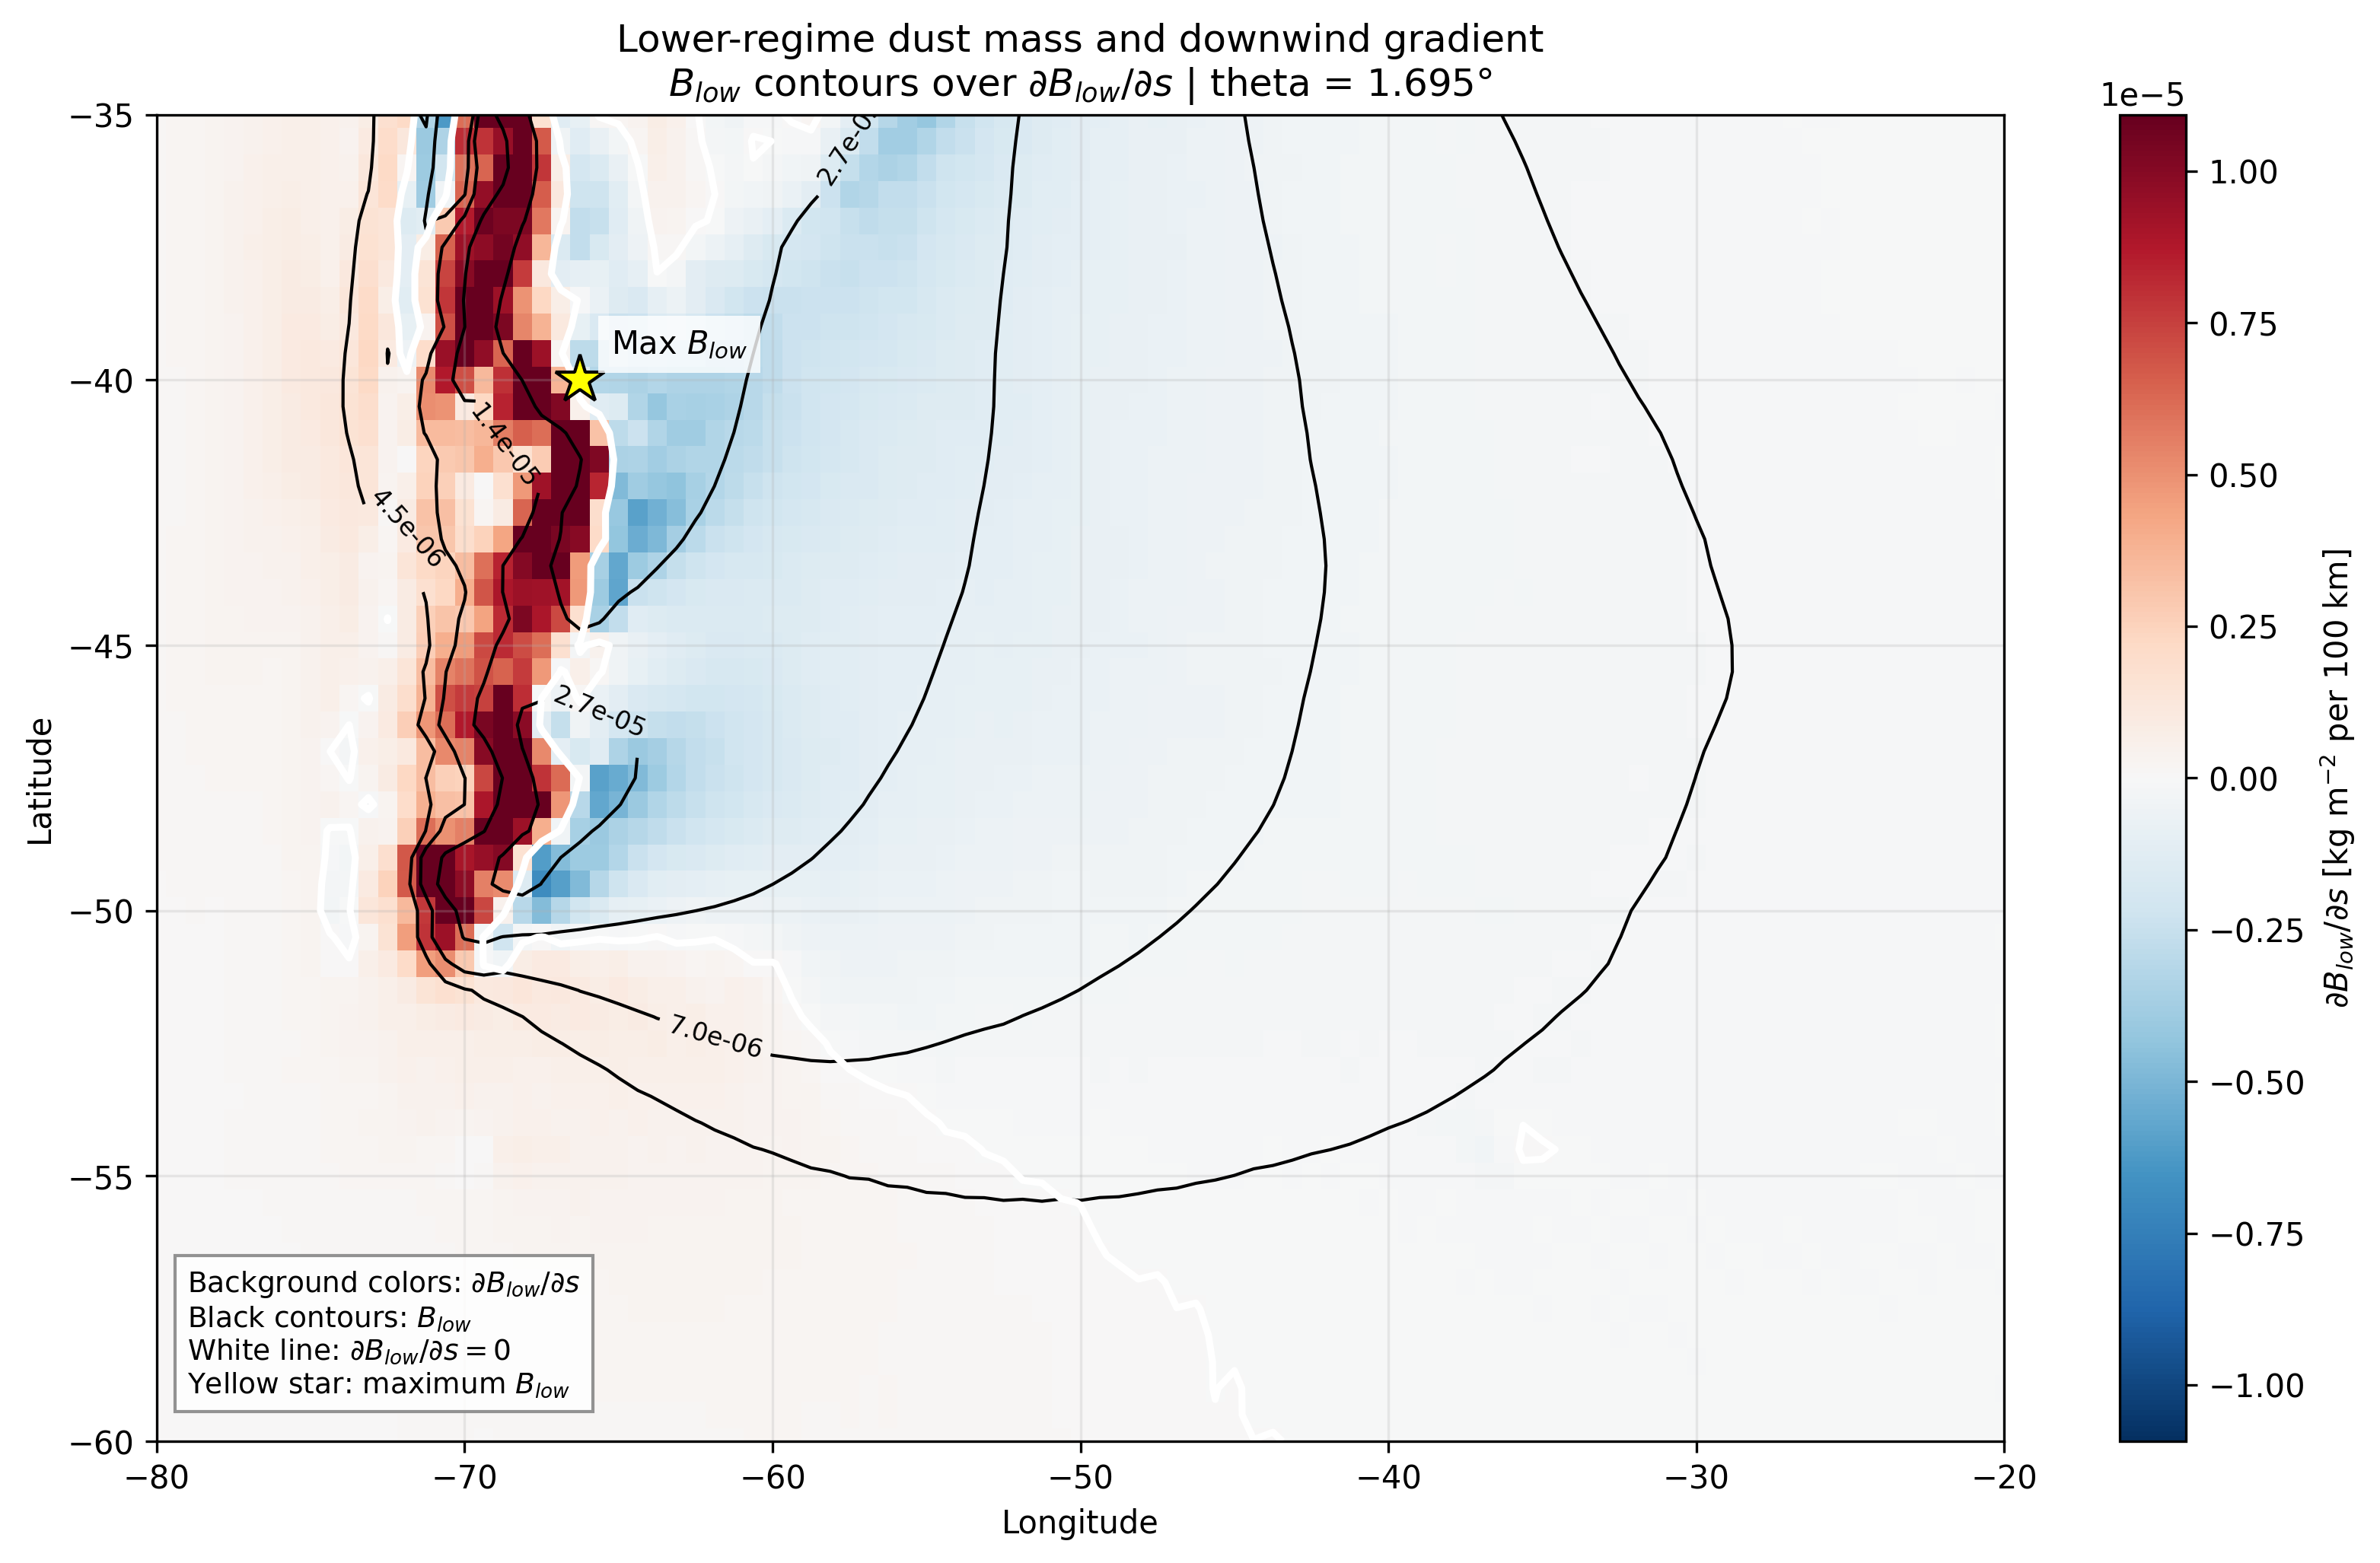 Lower-regime dust mass and downwind gradient
B_low contours over ∂B_low/∂s | theta = 1.695°
1e−5
−35
−40
−45
−50
−55
−60
Latitude
−80
−70
−60
−50
−40
−30
−20
Longitude
Max B_low
1.4e-05
4.5e-06
2.7e-05
7.0e-06
Background colors: ∂B_low/∂s
Black contours: B_low
White line: ∂B_low/∂s = 0
Yellow star: maximum B_low
1.00
0.75
0.50
0.25
0.00
−0.25
−0.50
−0.75
−1.00
∂B_low/∂s [kg m⁻² per 100 km]